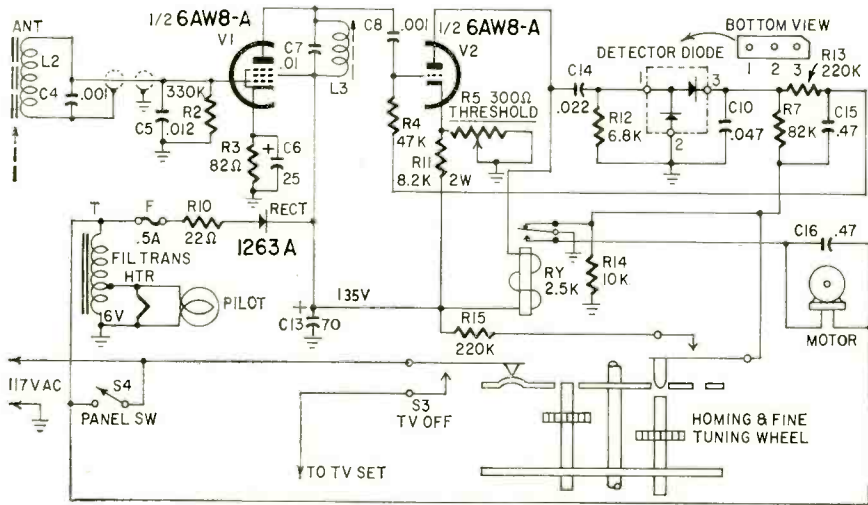 ANT
L2
C4
.001
C5
.012
330K
R2
1/2 6AW8-A
V1
R3
82Ω
+
C6
25
C7
.01
L3
C8
.001
1/2 6AW8-A
V2
R4
47K
R5 300Ω
THRESHOLD
R11
8.2K
2W
C14
.022
R12
6.8K
DETECTOR DIODE
1
3
2
BOTTOM VIEW
1 2 3
C10
.047
R13
220K
R7
82K
C15
.47
T
F
.5A
R10
22Ω
RECT
1263A
FIL TRANS
HTR
6V
PILOT
+
C13
70
135V
RY
2.5K
R14
10K
R15
220K
C16
.47
MOTOR
117VAC
S4
PANEL SW
S3
TV OFF
TO TV SET
HOMING & FINE
TUNING WHEEL